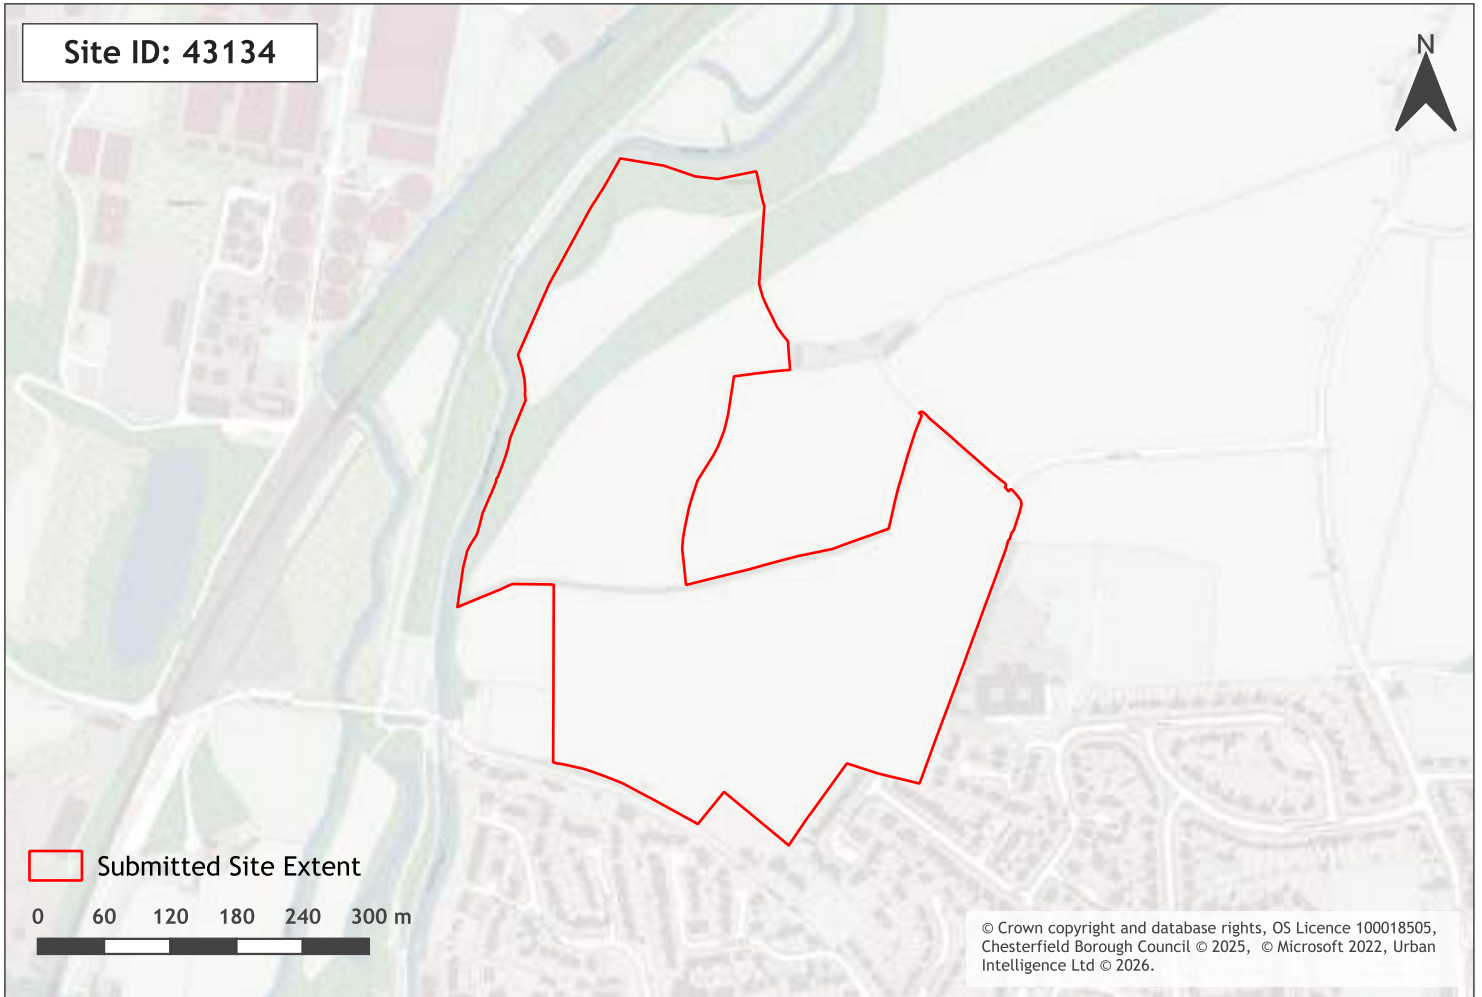 Site ID: 43134
N
Submitted Site Extent
0 60 120 180 240 300 m
© Crown copyright and database rights, OS Licence 100018505,
Chesterfield Borough Council © 2025, © Microsoft 2022, Urban
Intelligence Ltd © 2026.